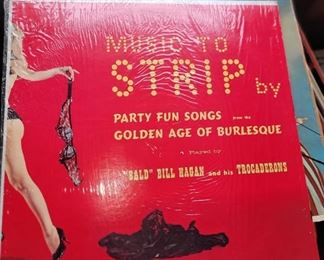 MUSIC TO
STRIP by
PARTY FUN SONGS from the
GOLDEN AGE OF BURLESQUE
as Played by
"BALD" BILL HAGAN and his TROCADERONS